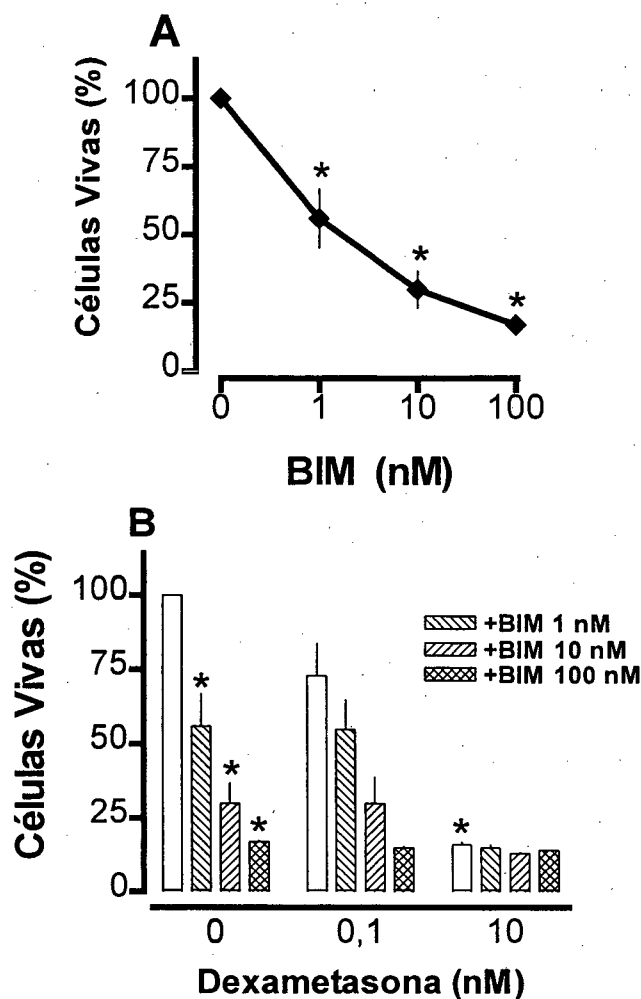 A
Células Vivas (%)
100
75
50
25
0
*
*
*
0 1 10 100
BIM (nM)
B
Células Vivas (%)
100
75
50
25
0
+BIM 1 nM
+BIM 10 nM
+BIM 100 nM
*
*
*
*
0 0,1 10
Dexametasona (nM)